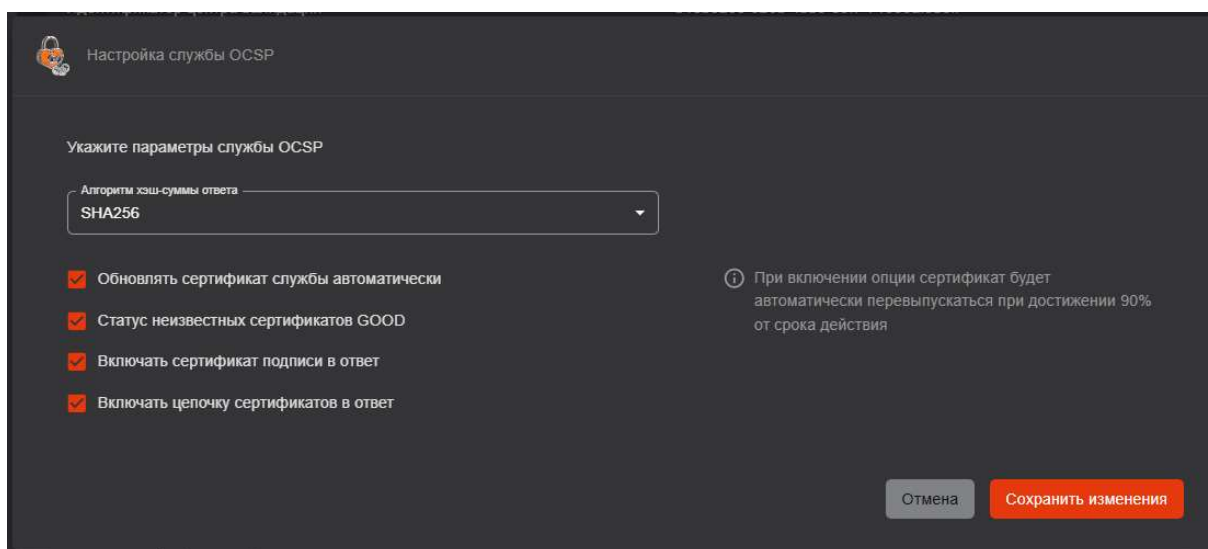 Настройка службы OCSP
Укажите параметры службы OCSP
Алгоритм хэш-суммы ответа
SHA256
Обновлять сертификат службы автоматически
При включении опции сертификат будет
автоматически перевыпускаться при достижении 90%
от срока действия
Статус неизвестных сертификатов GOOD
Включать сертификат подписи в ответ
Включать цепочку сертификатов в ответ
Отмена
Сохранить изменения